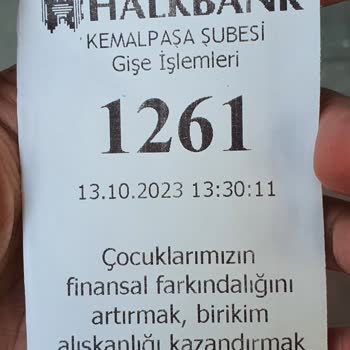 HALKBANK
KEMALPAŞA ŞUBESİ
Gişe İşlemleri
1261
13.10.2023 13:30:11
Çocuklarımızın
finansal farkındalığını
artırmak, birikim
alışkanlığı kazandırmak